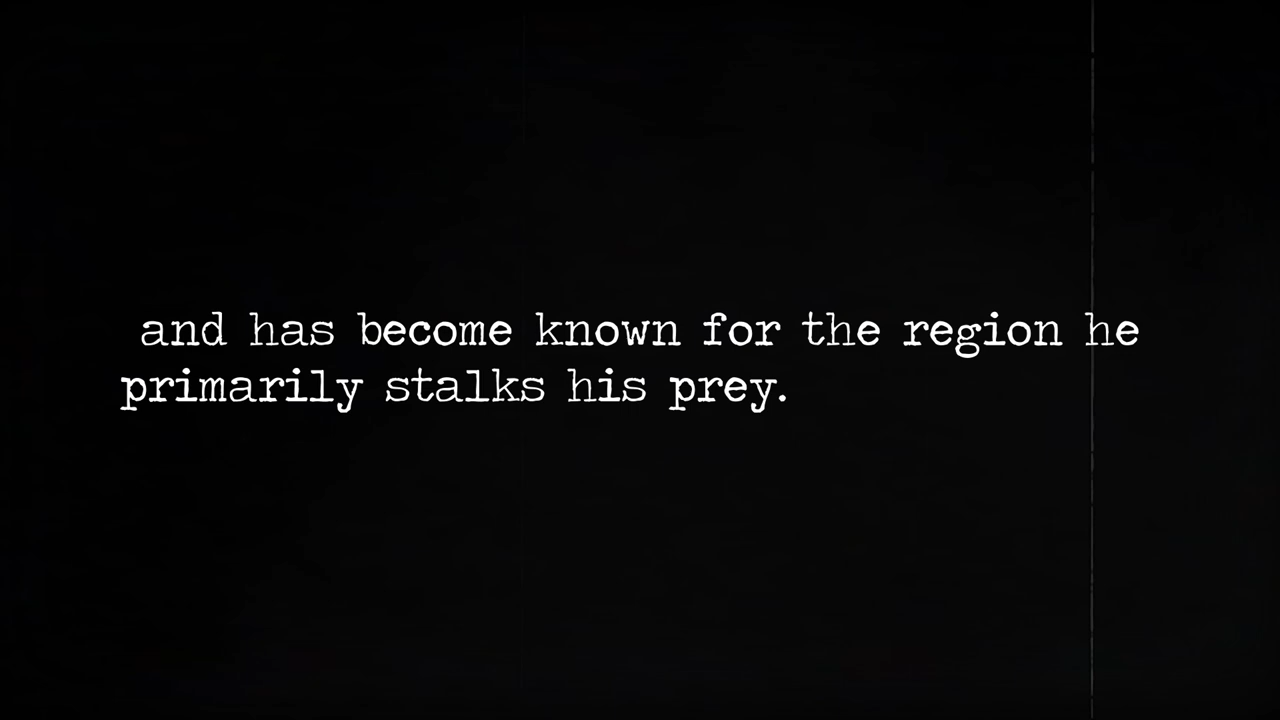 and has become known for the region he
primarily stalks his prey.